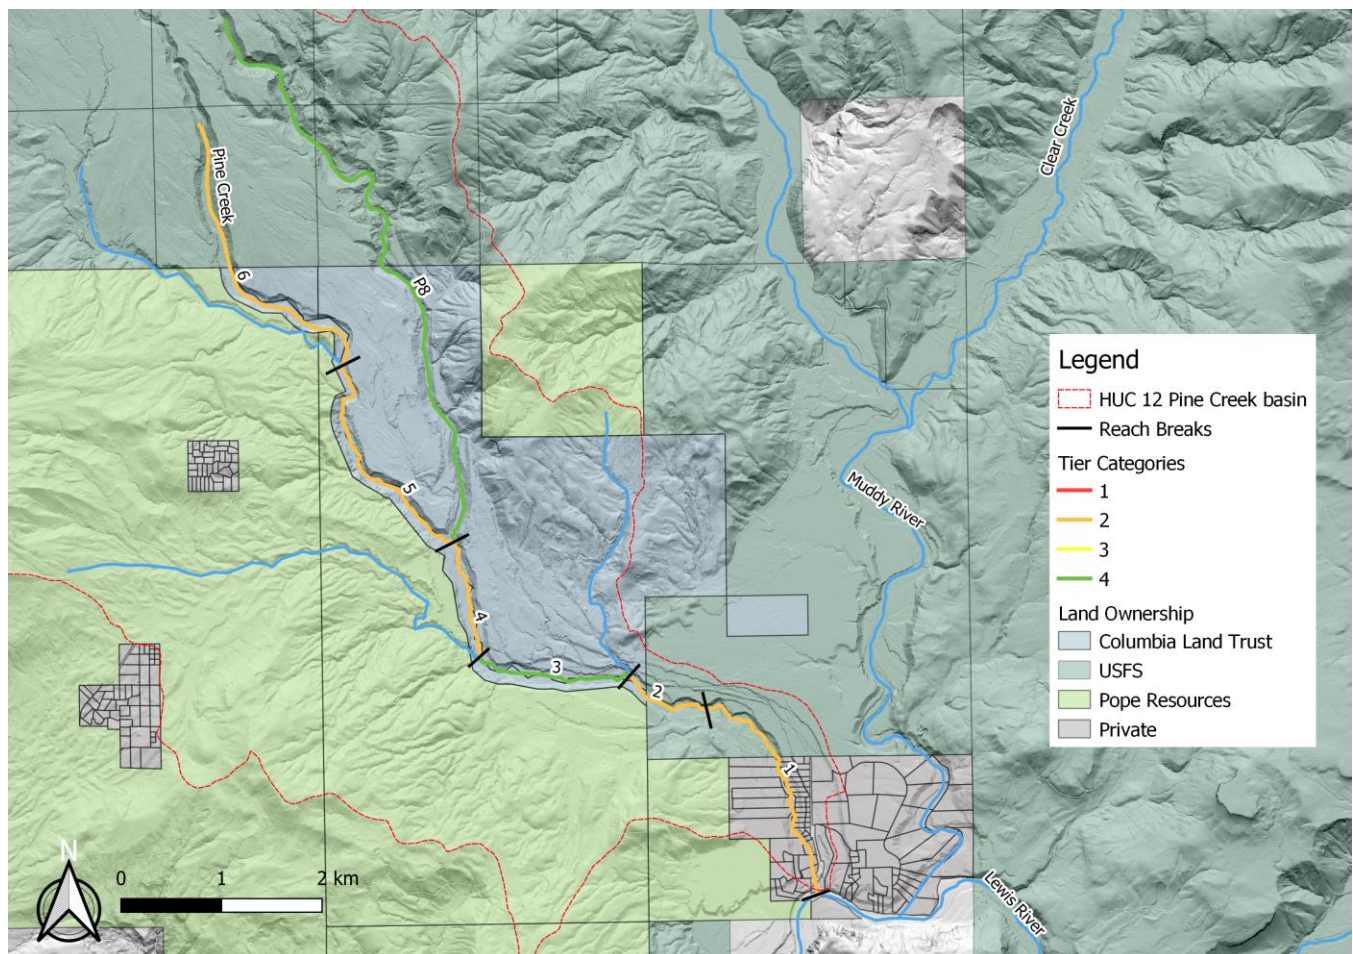 Pine Creek
Clear Creek
6
P8
5
Muddy River
4
3
2
1
Lewis River
N
0 1 2 km
Legend
HUC 12 Pine Creek basin
Reach Breaks
Tier Categories
1
2
3
4
Land Ownership
Columbia Land Trust
USFS
Pope Resources
Private